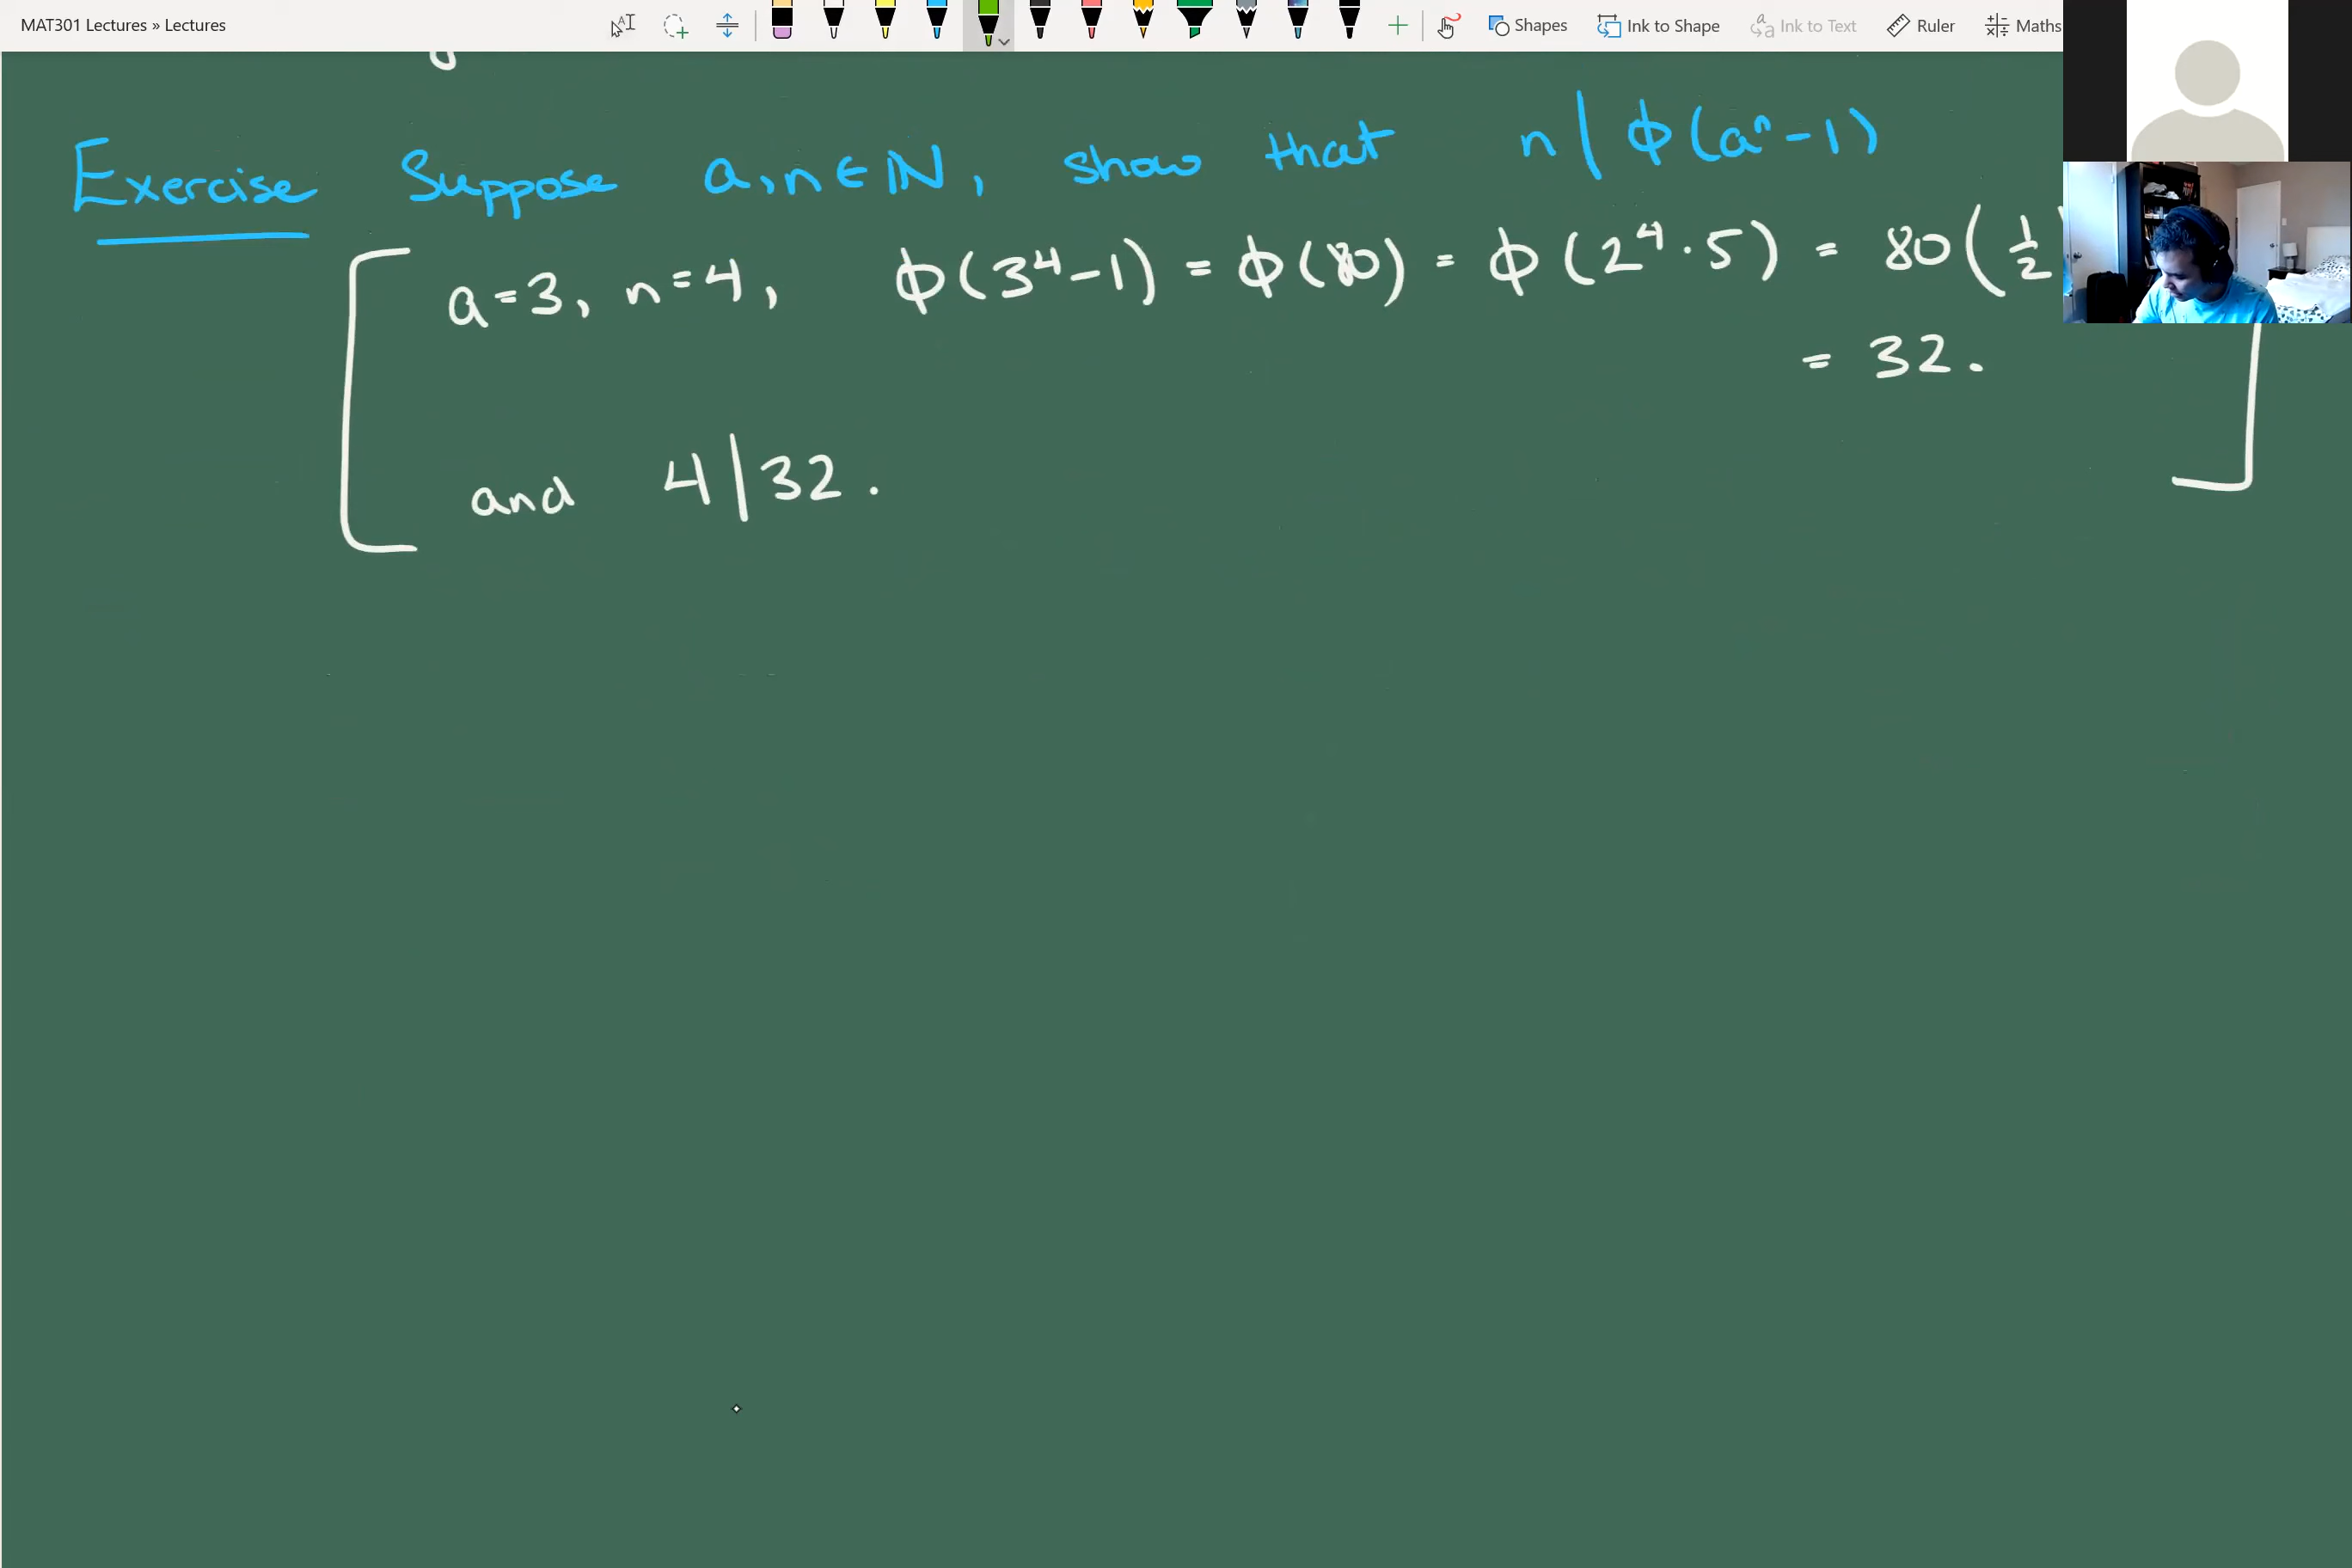 MAT301 Lectures » Lectures
Shapes Ink to Shape Ink to Text Ruler Maths
Exercise Suppose a,n∈ℕ, show that n | ϕ(aⁿ-1)
a=3, n=4, ϕ(3⁴-1) = ϕ(80) = ϕ(2⁴·5) = 80(1/2
= 32.
and 4|32.